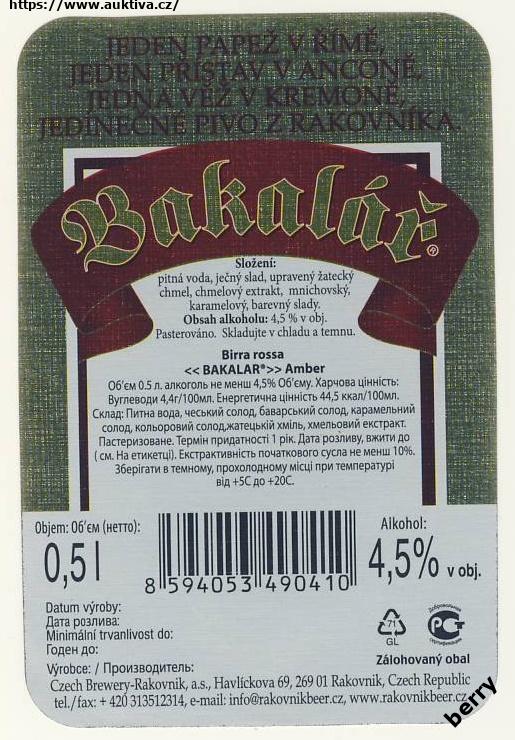 https://www.auktiva.cz/
JEDEN PAPEŽ V ŘÍMĚ,
JEDEN PŘÍSTAV V ANCONĚ,
JEDNA VĚŽ V KREMONĚ,
JEDINEČNÉ PIVO Z RAKOVNÍKA.
Bakalář®
Složení:
pitná voda, ječný slad, upravený žatecký
chmel, chmelový extrakt, mnichovský,
karamelový, barevný slady.
Obsah alkoholu: 4,5 % v obj.
Pasterováno. Skladujte v chladu a temnu.
Birra rossa
<< BAKALAR®>> Amber
Об'єм 0.5 л. алкоголь не менш 4,5% Об'єму. Харчова цінність:
Вуглеводи 4,4г/100мл. Енергетична цінність 44,5 ккал/100мл.
Склад: Питна вода, чеський солод, баварський солод, карамельний
солод, кольоровий солод,жатецькій хміль, хмельовий екстракт.
Пастеризоване. Термін придатності 1 рік. Дата розливу, вжити до
( см. На етикетці). Екстрактивність початкового сусла не менш 10%.
Зберігати в темному, прохолодному місці при температурі
від +5С до +20С.
Objem: Об'єм (нетто):
0,5 l
8 594053 490410
Alkohol:
4,5% v obj.
Datum výroby:
Дата розлива:
Minimální trvanlivost do:
Годен до:
71
GL
Добровольная
РСТ
сертификация
Zálohovaný obal
Výrobce: / Производитель:
Czech Brewery-Rakovnik, a.s., Havlíckova 69, 269 01 Rakovnik, Czech Republic
tel./fax: + 420 313512314, e-mail: info@rakovnikbeer.cz, www.rakovnikbeer.cz
berry